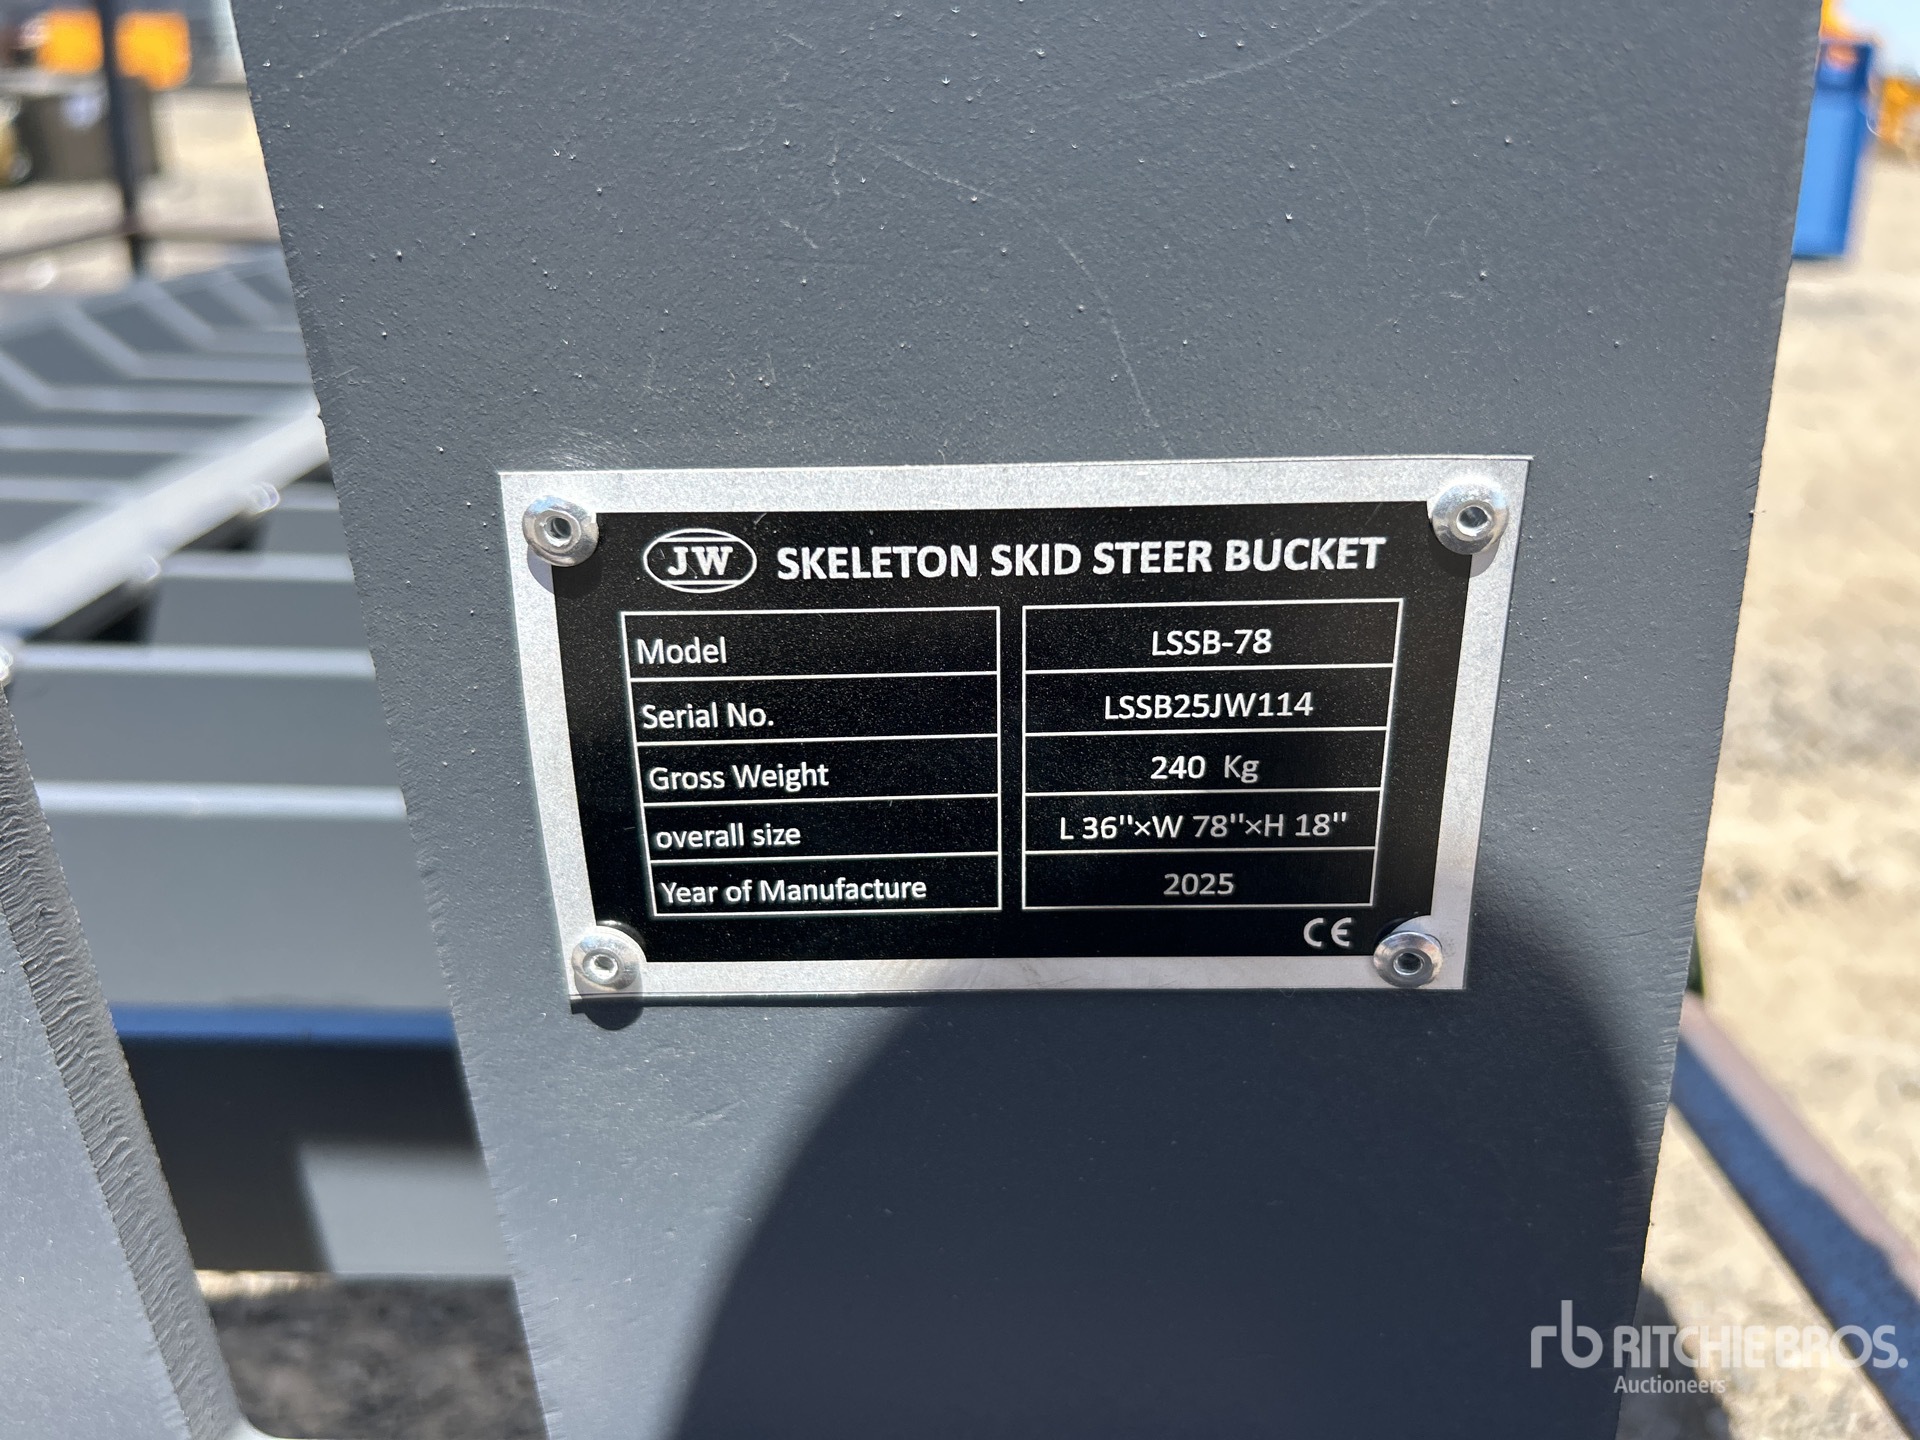 JW SKELETON SKID STEER BUCKET
Model LSSB-78
Serial No. LSSB25JW114
Gross Weight 240 Kg
overall size L 36''×W 78''×H 18''
Year of Manufacture 2025
CE
rb RITCHIE BROS.
Auctioneers